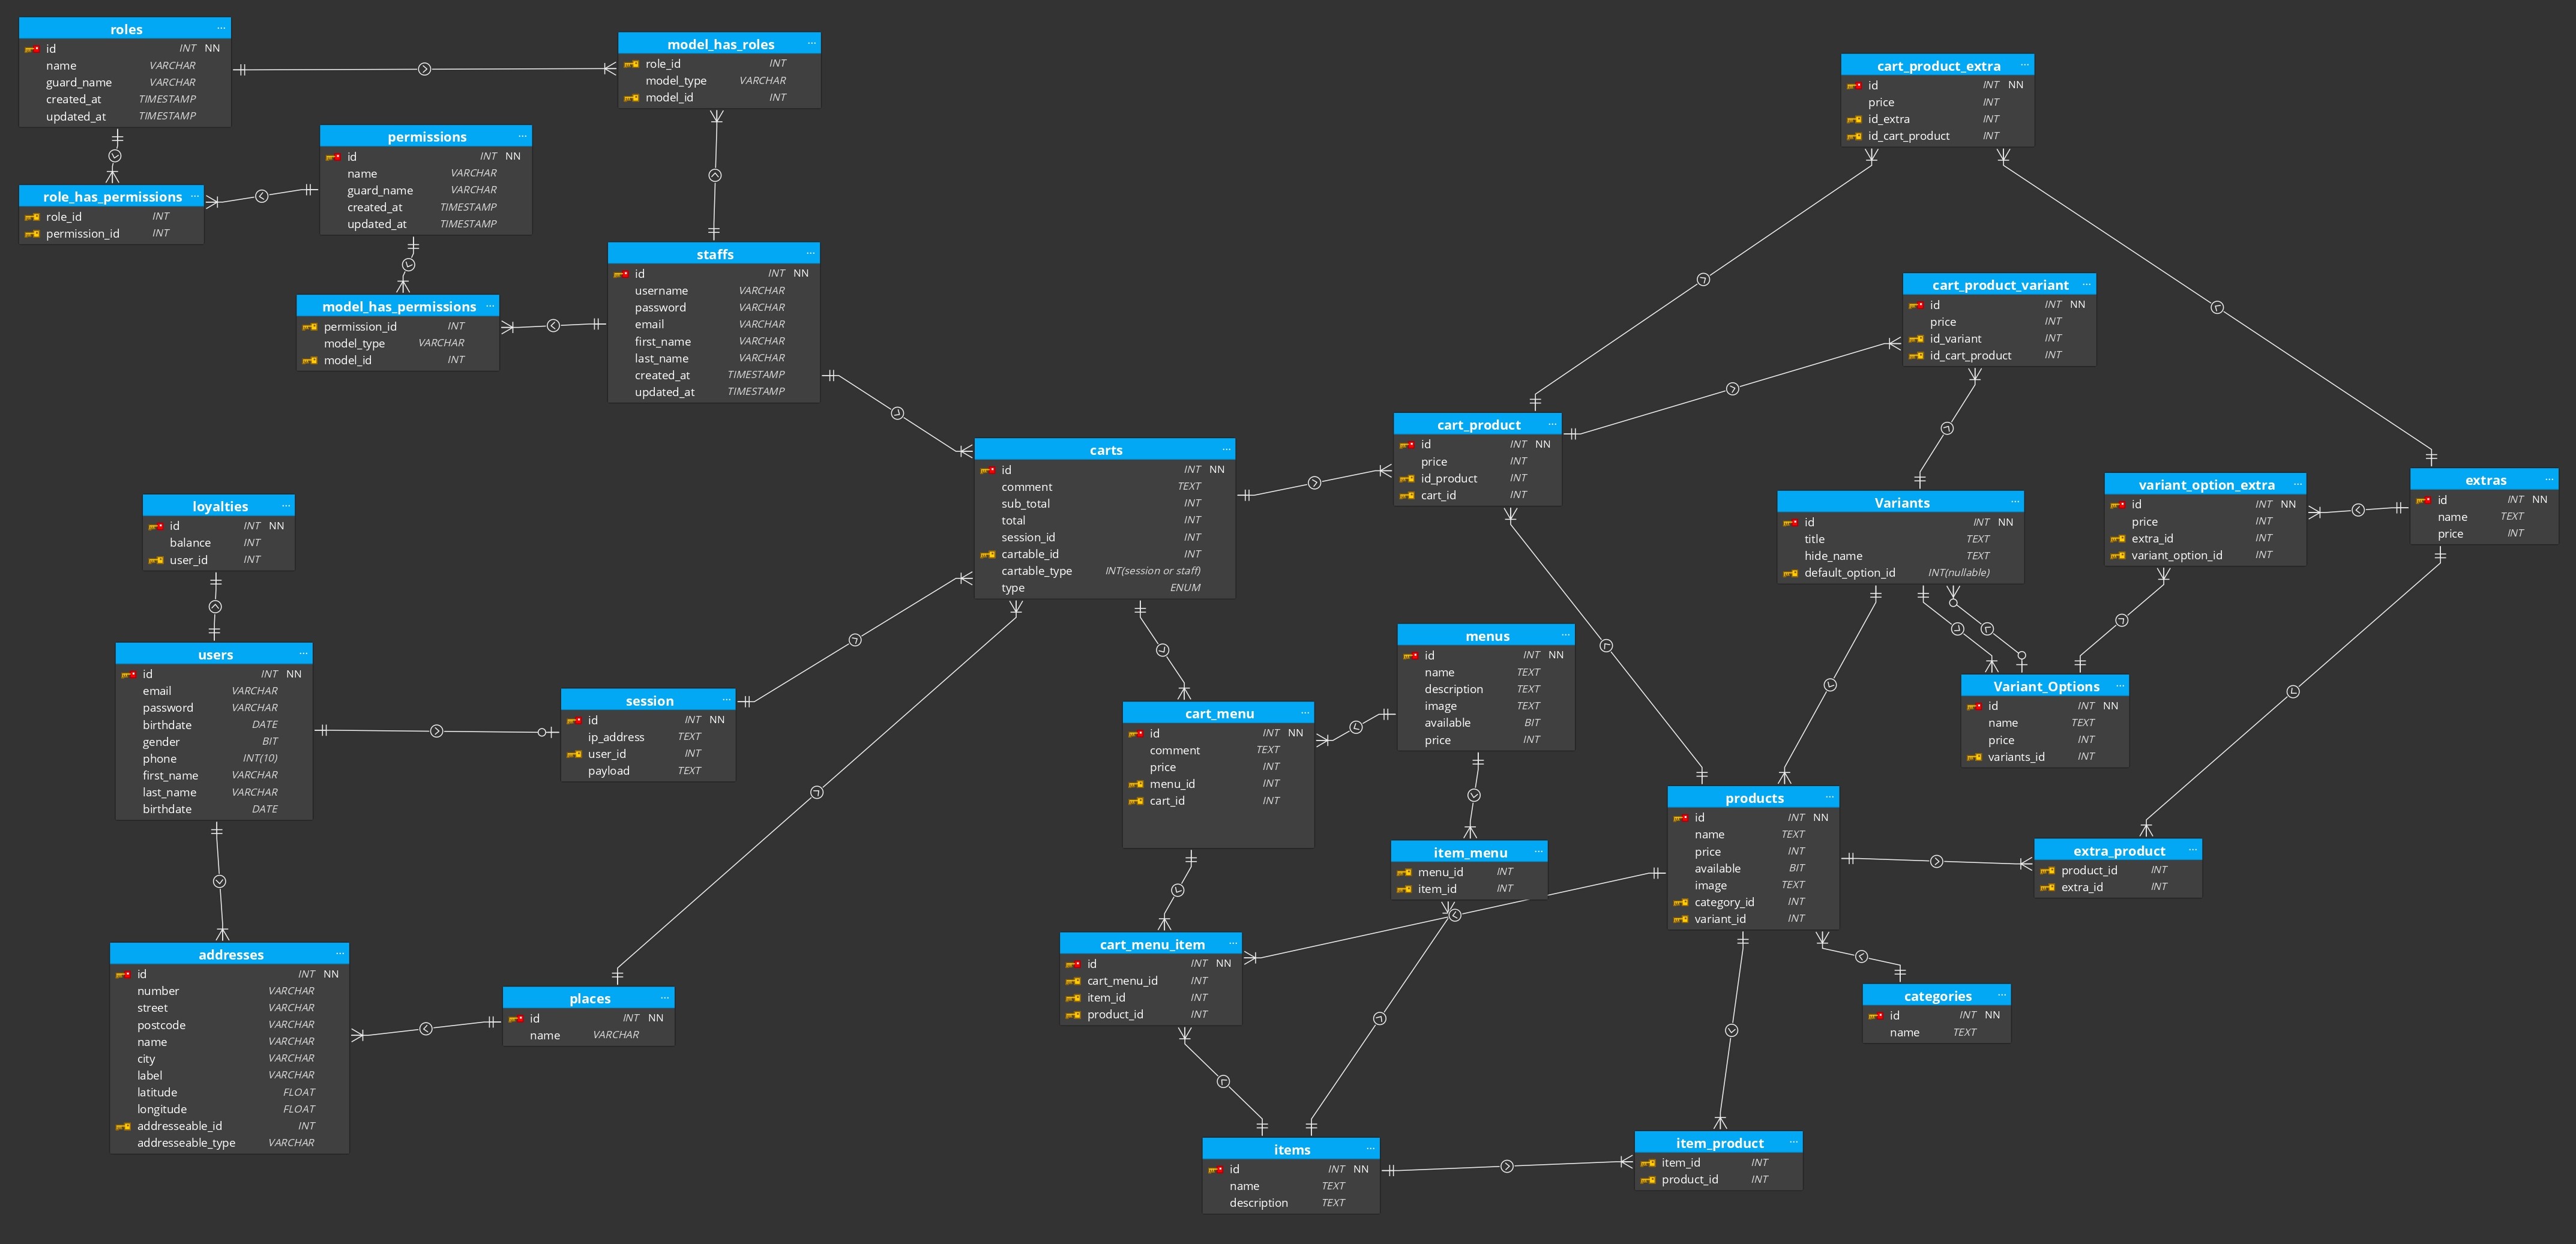 roles ...
id INT NN
name VARCHAR
guard_name VARCHAR
created_at TIMESTAMP
updated_at TIMESTAMP
model_has_roles ...
role_id INT
model_type VARCHAR
model_id INT
cart_product_extra ...
id INT NN
price INT
id_extra INT
id_cart_product INT
permissions ...
id INT NN
name VARCHAR
guard_name VARCHAR
created_at TIMESTAMP
updated_at TIMESTAMP
role_has_permissions ...
role_id INT
permission_id INT
staffs ...
id INT NN
username VARCHAR
password VARCHAR
email VARCHAR
first_name VARCHAR
last_name VARCHAR
created_at TIMESTAMP
updated_at TIMESTAMP
model_has_permissions ...
permission_id INT
model_type VARCHAR
model_id INT
cart_product_variant ...
id INT NN
price INT
id_variant INT
id_cart_product INT
cart_product ...
id INT NN
price INT
id_product INT
cart_id INT
carts ...
id INT NN
comment TEXT
sub_total INT
total INT
session_id INT
cartable_id INT
cartable_type INT(session or staff)
type ENUM
extras ...
id INT NN
name TEXT
price INT
variant_option_extra ...
id INT NN
price INT
extra_id INT
variant_option_id INT
Variants ...
id INT NN
title TEXT
hide_name TEXT
default_option_id INT(nullable)
loyalties ...
id INT NN
balance INT
user_id INT
menus ...
id INT NN
name TEXT
description TEXT
image TEXT
available BIT
price INT
users ...
id INT NN
email VARCHAR
password VARCHAR
birthdate DATE
gender BIT
phone INT(10)
first_name VARCHAR
last_name VARCHAR
birthdate DATE
Variant_Options ...
id INT NN
name TEXT
price INT
variants_id INT
session ...
id INT NN
ip_address TEXT
user_id INT
payload TEXT
cart_menu ...
id INT NN
comment TEXT
price INT
menu_id INT
cart_id INT
products ...
id INT NN
name TEXT
price INT
available BIT
image TEXT
category_id INT
variant_id INT
item_menu ...
menu_id INT
item_id INT
extra_product ...
product_id INT
extra_id INT
cart_menu_item ...
id INT NN
cart_menu_id INT
item_id INT
product_id INT
addresses ...
id INT NN
number VARCHAR
street VARCHAR
postcode VARCHAR
name VARCHAR
city VARCHAR
label VARCHAR
latitude FLOAT
longitude FLOAT
addresseable_id INT
addresseable_type VARCHAR
places ...
id INT NN
name VARCHAR
categories ...
id INT NN
name TEXT
items ...
id INT NN
name TEXT
description TEXT
item_product ...
item_id INT
product_id INT